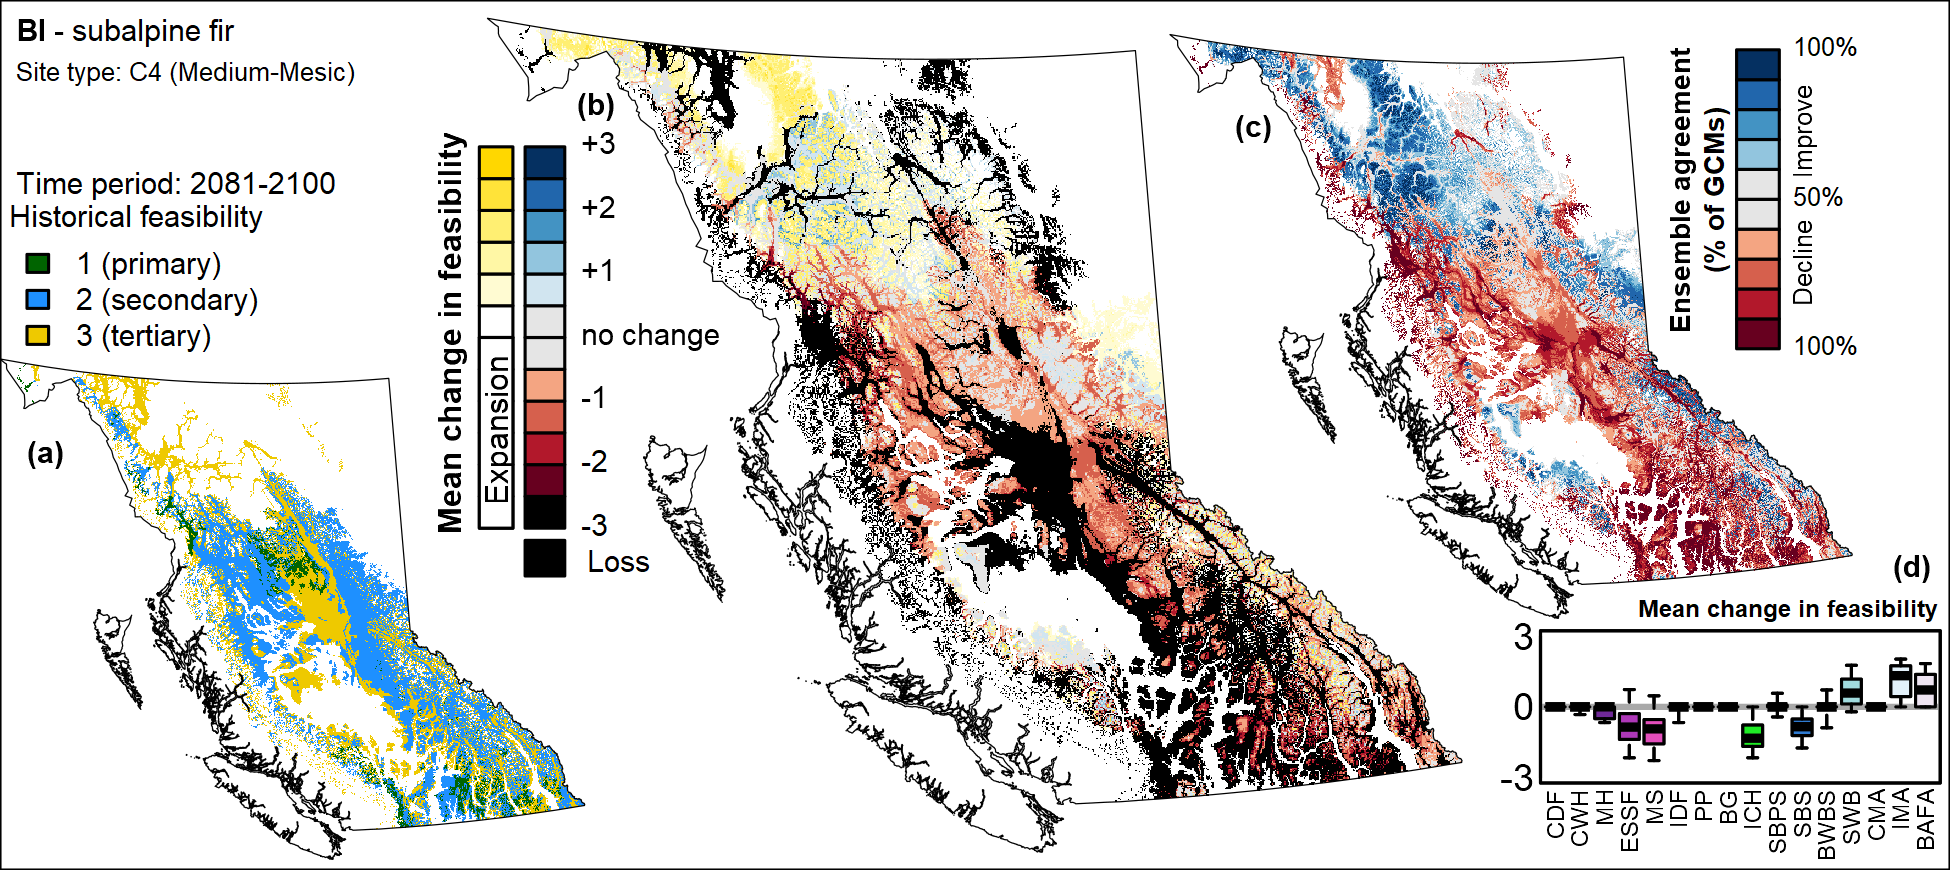 BI - subalpine fir
Site type: C4 (Medium-Mesic)
Time period: 2081-2100
Historical feasibility
1 (primary)
2 (secondary)
3 (tertiary)
(a)
(b)
Mean change in feasibility
Expansion
+3
+2
+1
no change
-1
-2
-3
Loss
(c)
Ensemble agreement
(% of GCMs)
100%
Improve
50%
Decline
100%
(d)
Mean change in feasibility
3
0
-3
CDF
CWH
MH
ESSF
MS
IDF
PP
BG
ICH
SBPS
SBS
BWBS
SWB
CMA
IMA
BAFA